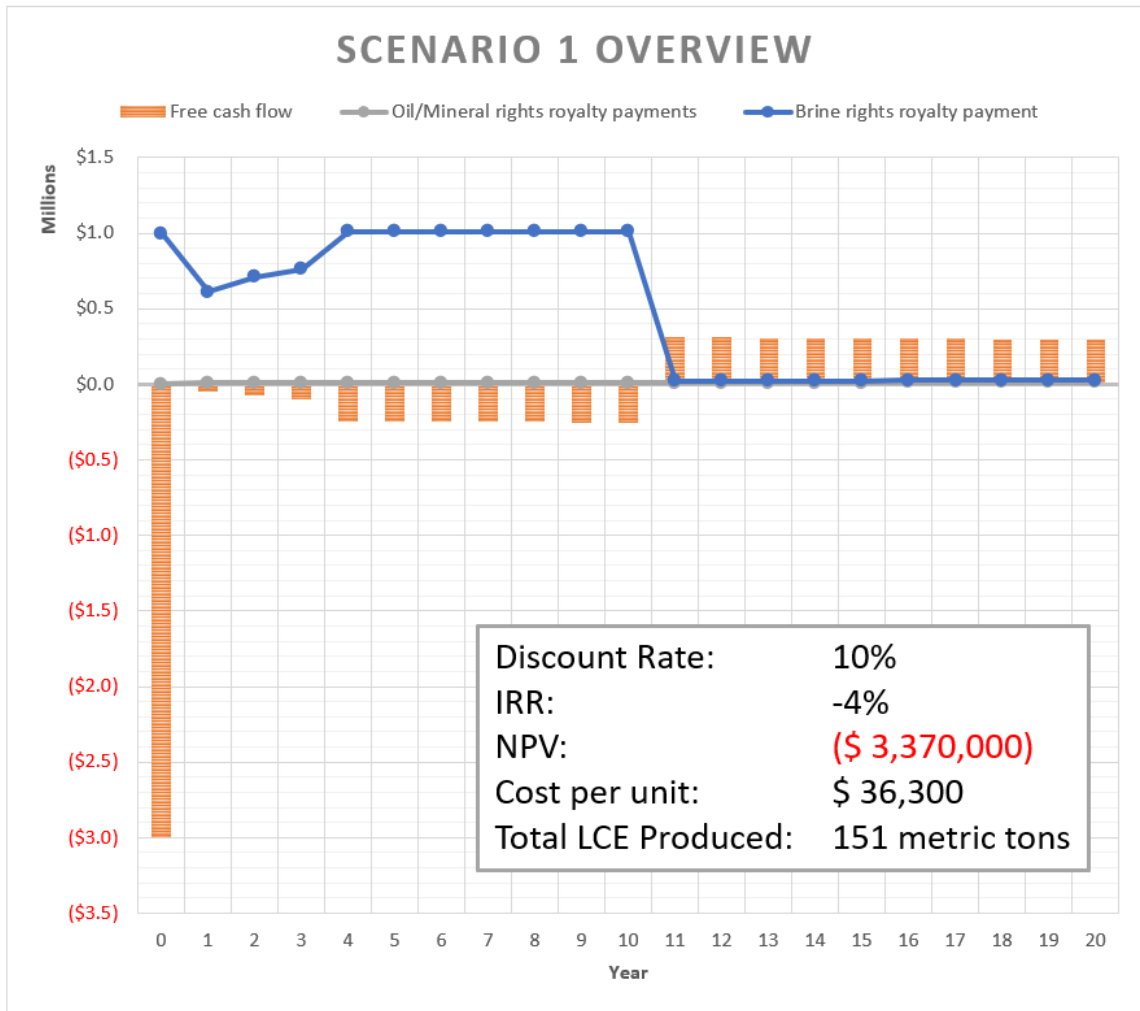 SCENARIO 1 OVERVIEW
Free cash flow Oil/Mineral rights royalty payments Brine rights royalty payment
Millions
$1.5
$1.0
$0.5
$0.0
($0.5)
($1.0)
($1.5)
($2.0)
($2.5)
($3.0)
($3.5)
Discount Rate: 10%
IRR: -4%
NPV: ($ 3,370,000)
Cost per unit: $ 36,300
Total LCE Produced: 151 metric tons
0 1 2 3 4 5 6 7 8 9 10 11 12 13 14 15 16 17 18 19 20
Year